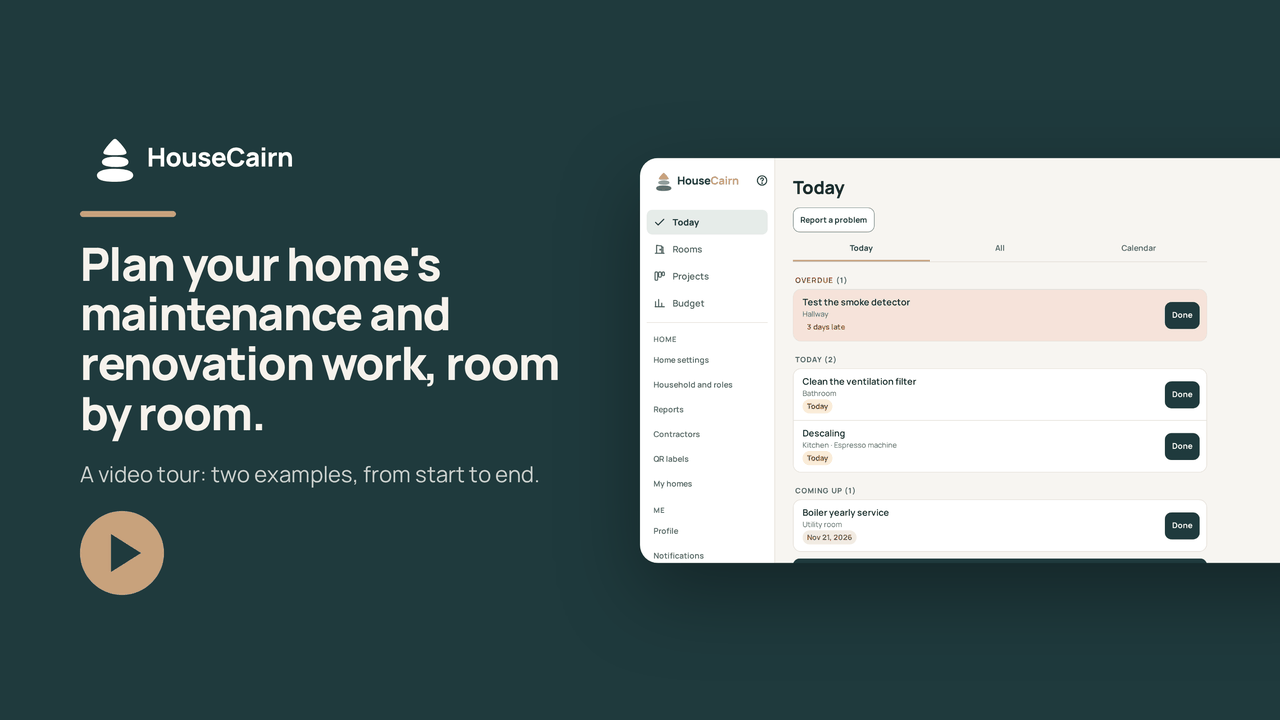 HouseCairn
Plan your home's
maintenance and
renovation work, room
by room.
A video tour: two examples, from start to end.
HouseCairn
Today
Rooms
Projects
Budget
HOME
Home settings
Household and roles
Reports
Contractors
QR labels
My homes
ME
Profile
Notifications
Today
Report a problem
Today All Calendar
OVERDUE (1)
Test the smoke detector
Hallway
3 days late
Done
TODAY (2)
Clean the ventilation filter
Bathroom
Today
Done
Descaling
Kitchen · Espresso machine
Today
Done
COMING UP (1)
Boiler yearly service
Utility room
Nov 21, 2026
Done